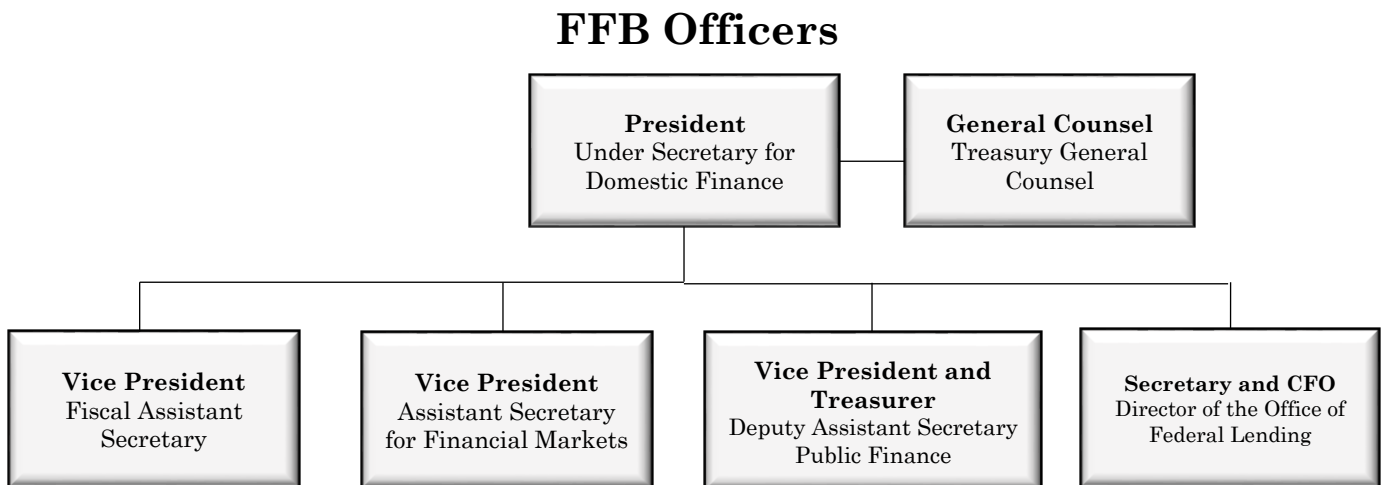 FFB Officers
President
Under Secretary for
Domestic Finance
General Counsel
Treasury General
Counsel
Vice President
Fiscal Assistant
Secretary
Vice President
Assistant Secretary
for Financial Markets
Vice President and
Treasurer
Deputy Assistant Secretary
Public Finance
Secretary and CFO
Director of the Office of
Federal Lending